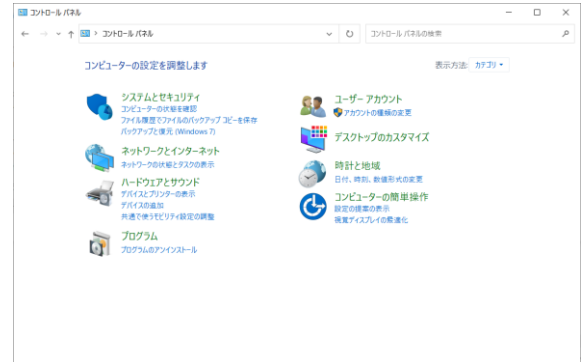 コントロール パネル
コントロール パネル
コントロール パネルの検索
コンピューターの設定を調整します
表示方法: カテゴリ
システムとセキュリティ
コンピューターの状態を確認
ファイル履歴でファイルのバックアップ コピーを保存
バックアップと復元 (Windows 7)
ネットワークとインターネット
ネットワークの状態とタスクの表示
ハードウェアとサウンド
デバイスとプリンターの表示
デバイスの追加
共通で使うモビリティ設定の調整
プログラム
プログラムのアンインストール
ユーザー アカウント
アカウントの種類の変更
デスクトップのカスタマイズ
時計と地域
日付、時刻、数値形式の変更
コンピューターの簡単操作
設定の提案の表示
視覚ディスプレイの最適化